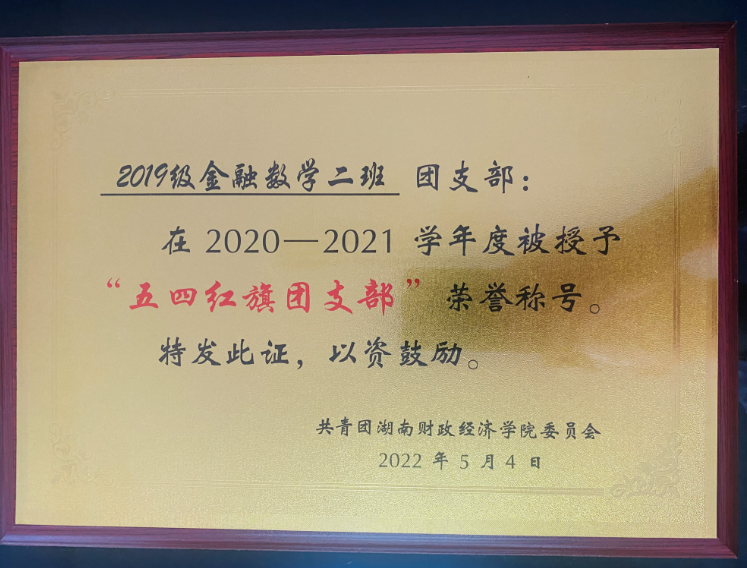 2019级金融数学二班 团支部：
在 2020—2021 学年度被授予
“五四红旗团支部” 荣誉称号。
特发此证，以资鼓励。
共青团湖南财政经济学院委员会
2022 年 5 月 4 日